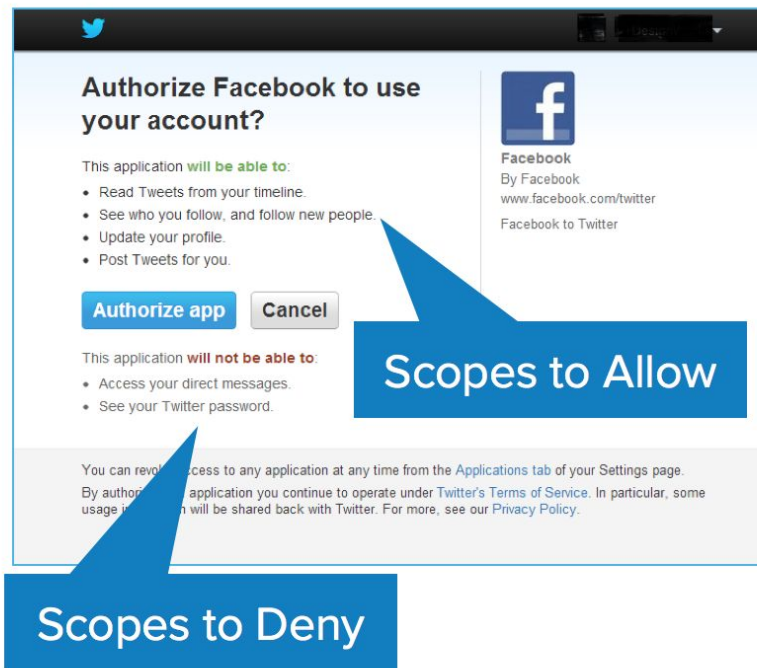 Authorize Facebook to use
your account?
This application will be able to:
• Read Tweets from your timeline.
• See who you follow, and follow new people.
• Update your profile.
• Post Tweets for you.
Authorize app Cancel
This application will not be able to:
• Access your direct messages.
• See your Twitter password.
f
Facebook
By Facebook
www.facebook.com/twitter
Facebook to Twitter
Scopes to Allow
You can ess to any application at any time from the Applications tab of your Settings page.
By application you continue to operate under Twitter's Terms of Service. In particular, some
usage will be shared back with Twitter. For more, see our Privacy Policy.
Scopes to Deny